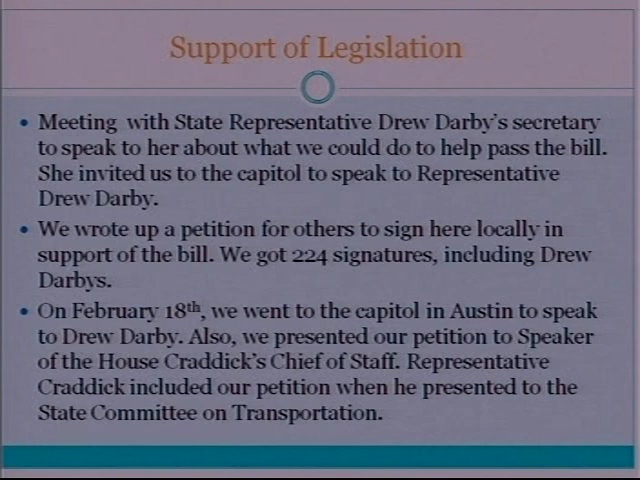 Support of Legislation
• Meeting with State Representative Drew Darby's secretary
to speak to her about what we could do to help pass the bill.
She invited us to the capitol to speak to Representative
Drew Darby.
• We wrote up a petition for others to sign here locally in
support of the bill. We got 224 signatures, including Drew
Darbys.
• On February 18th, we went to the capitol in Austin to speak
to Drew Darby. Also, we presented our petition to Speaker
of the House Craddick's Chief of Staff. Representative
Craddick included our petition when he presented to the
State Committee on Transportation.